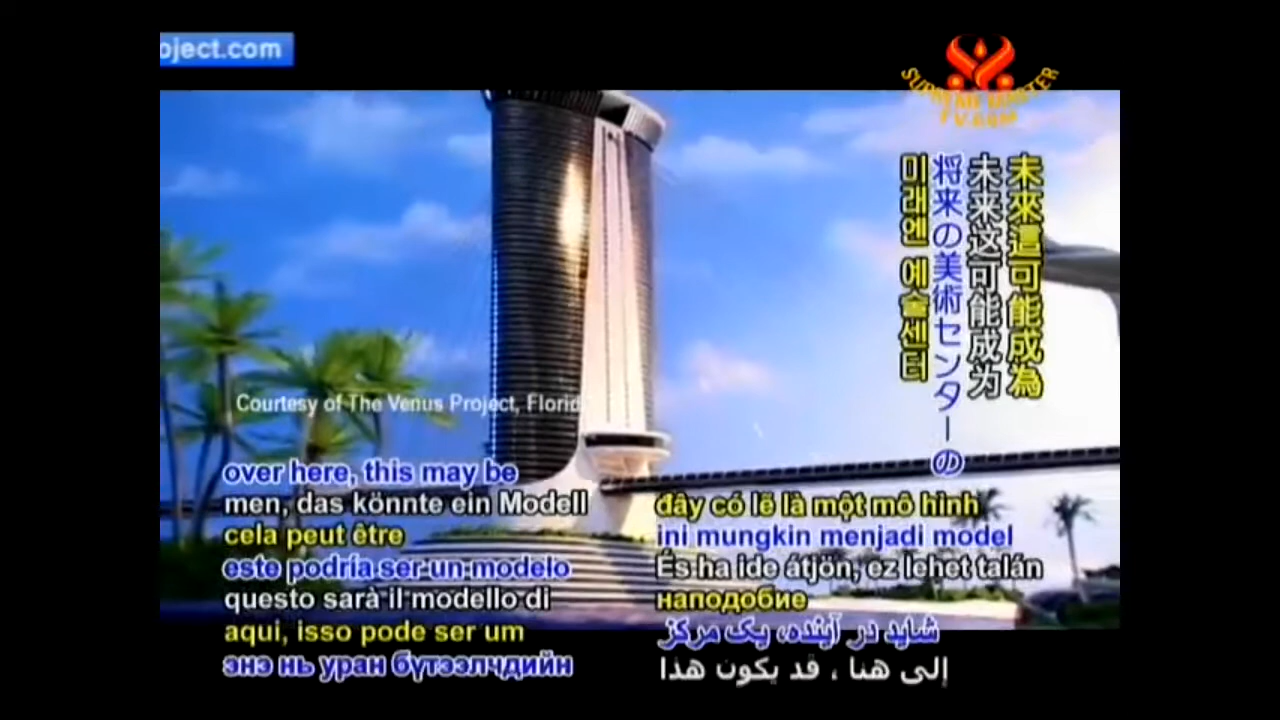 oject.com
SUPREME MASTER
TV.COM
未來這可能成為
未来这可能成为
将来の美術センターの
미래엔 예술센터
Courtesy of The Venus Project, Florid
over here, this may be
men, das könnte ein Modell
cela peut être
este podría ser un modelo
questo sarà il modello di
aqui, isso pode ser um
энэ нь уран бүтээлчдийн
đây có lẽ là một mô hình
ini mungkin menjadi model
És ha ide átjön, ez lehet talán
наподобие
شاید در آینده، یک مرکز
إلى هنا ، قد يكون هذا